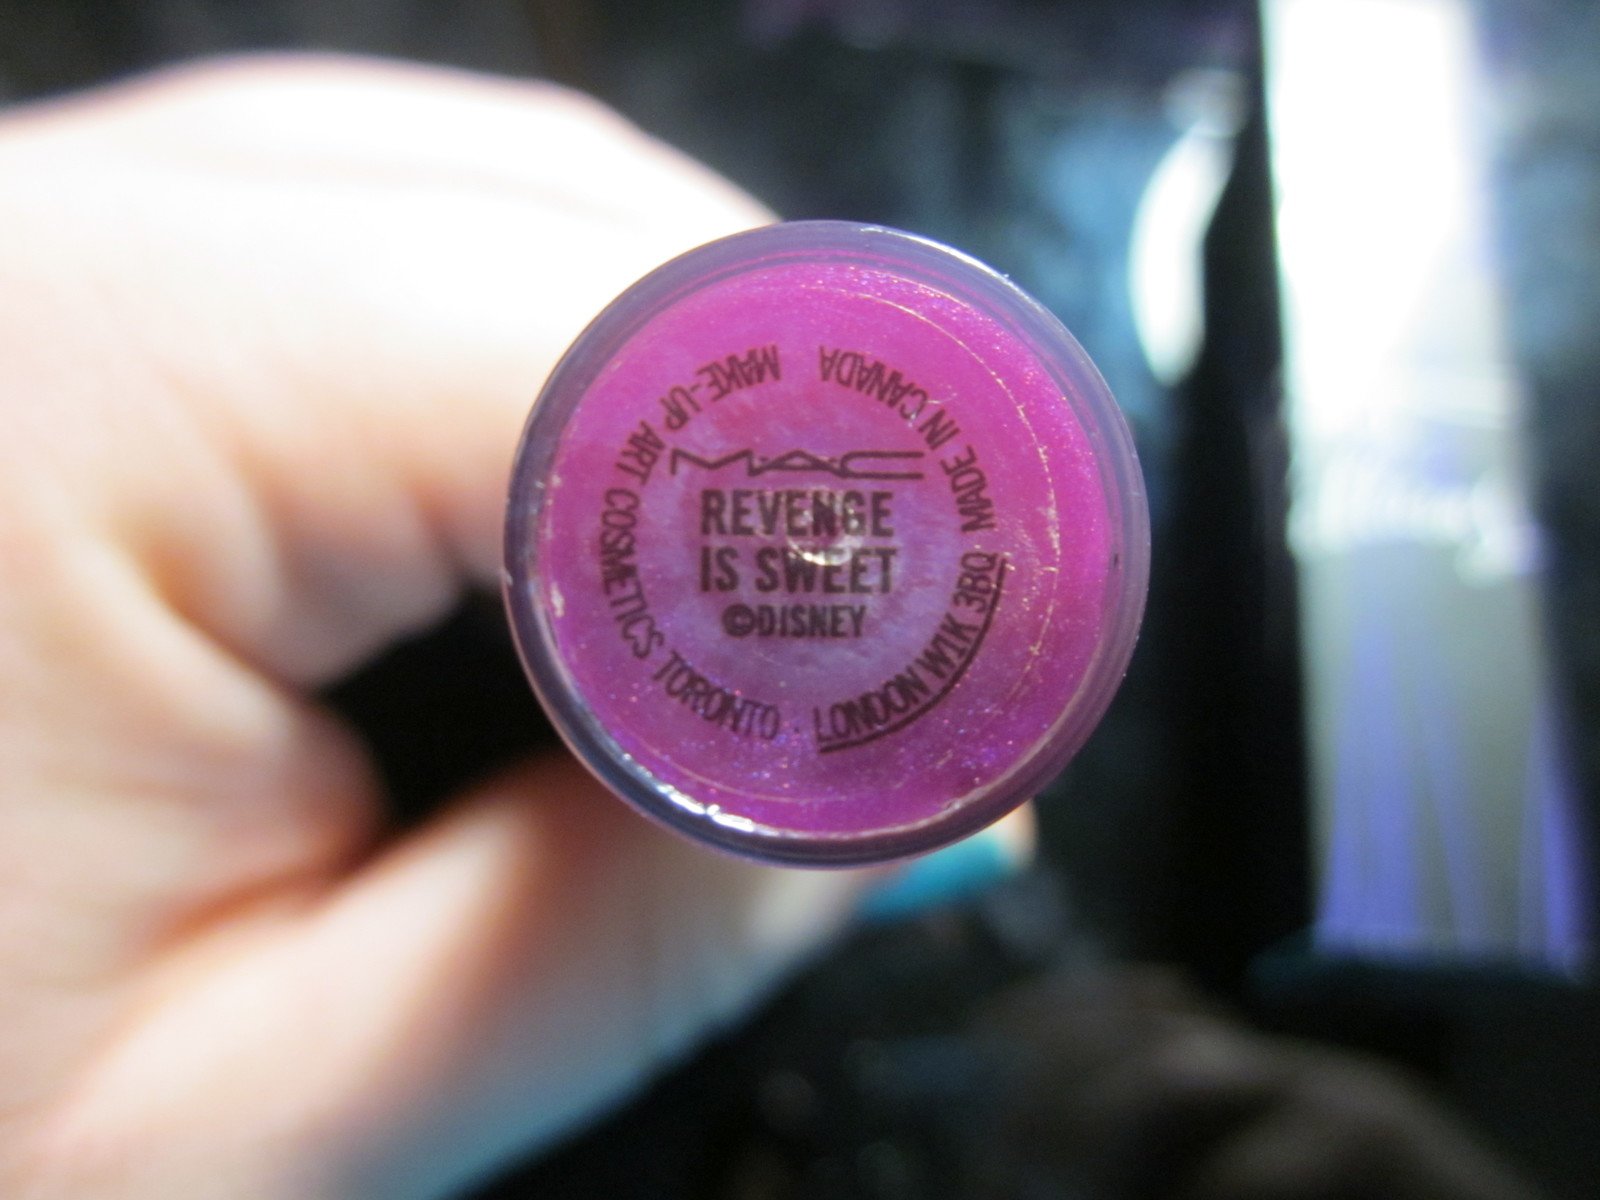 MAC
REVENGE
IS SWEET
©DISNEY
MAKE-UP ART COSMETICS TORONTO · LONDON W1K 3BQ MADE IN CANADA